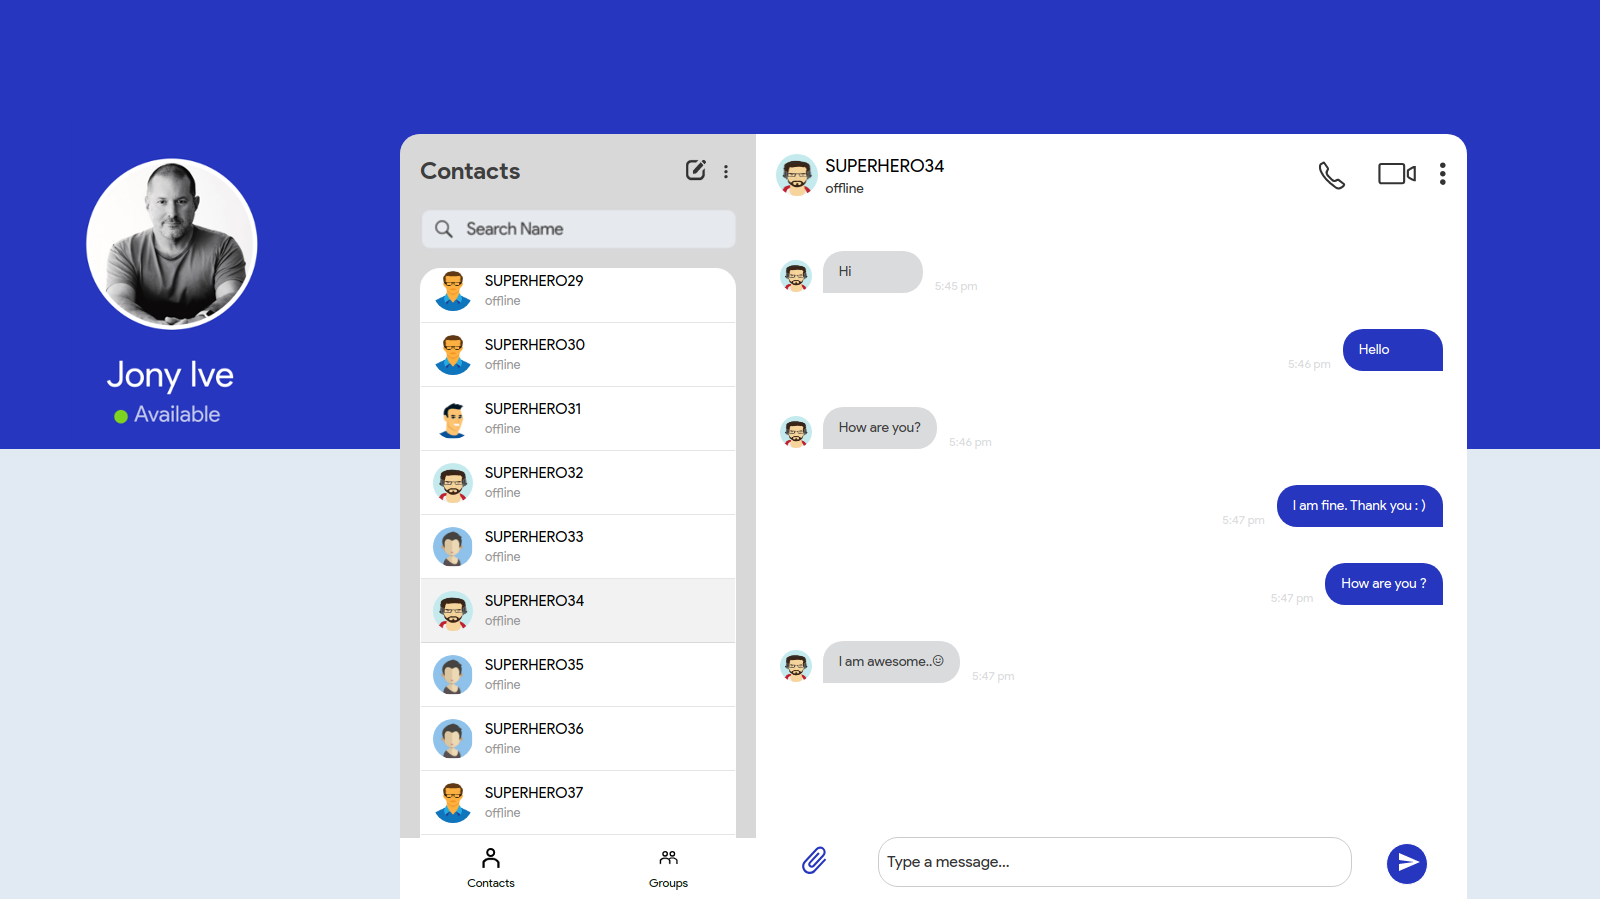 Jony Ive
Available
Contacts
Search Name
SUPERHERO29
offline
SUPERHERO30
offline
SUPERHERO31
offline
SUPERHERO32
offline
SUPERHERO33
offline
SUPERHERO34
offline
SUPERHERO35
offline
SUPERHERO36
offline
SUPERHERO37
offline
Contacts
Groups
SUPERHERO34
offline
Hi
5:45 pm
Hello
5:46 pm
How are you?
5:46 pm
I am fine. Thank you : )
5:47 pm
How are you ?
5:47 pm
I am awesome..☺
5:47 pm
Type a message...